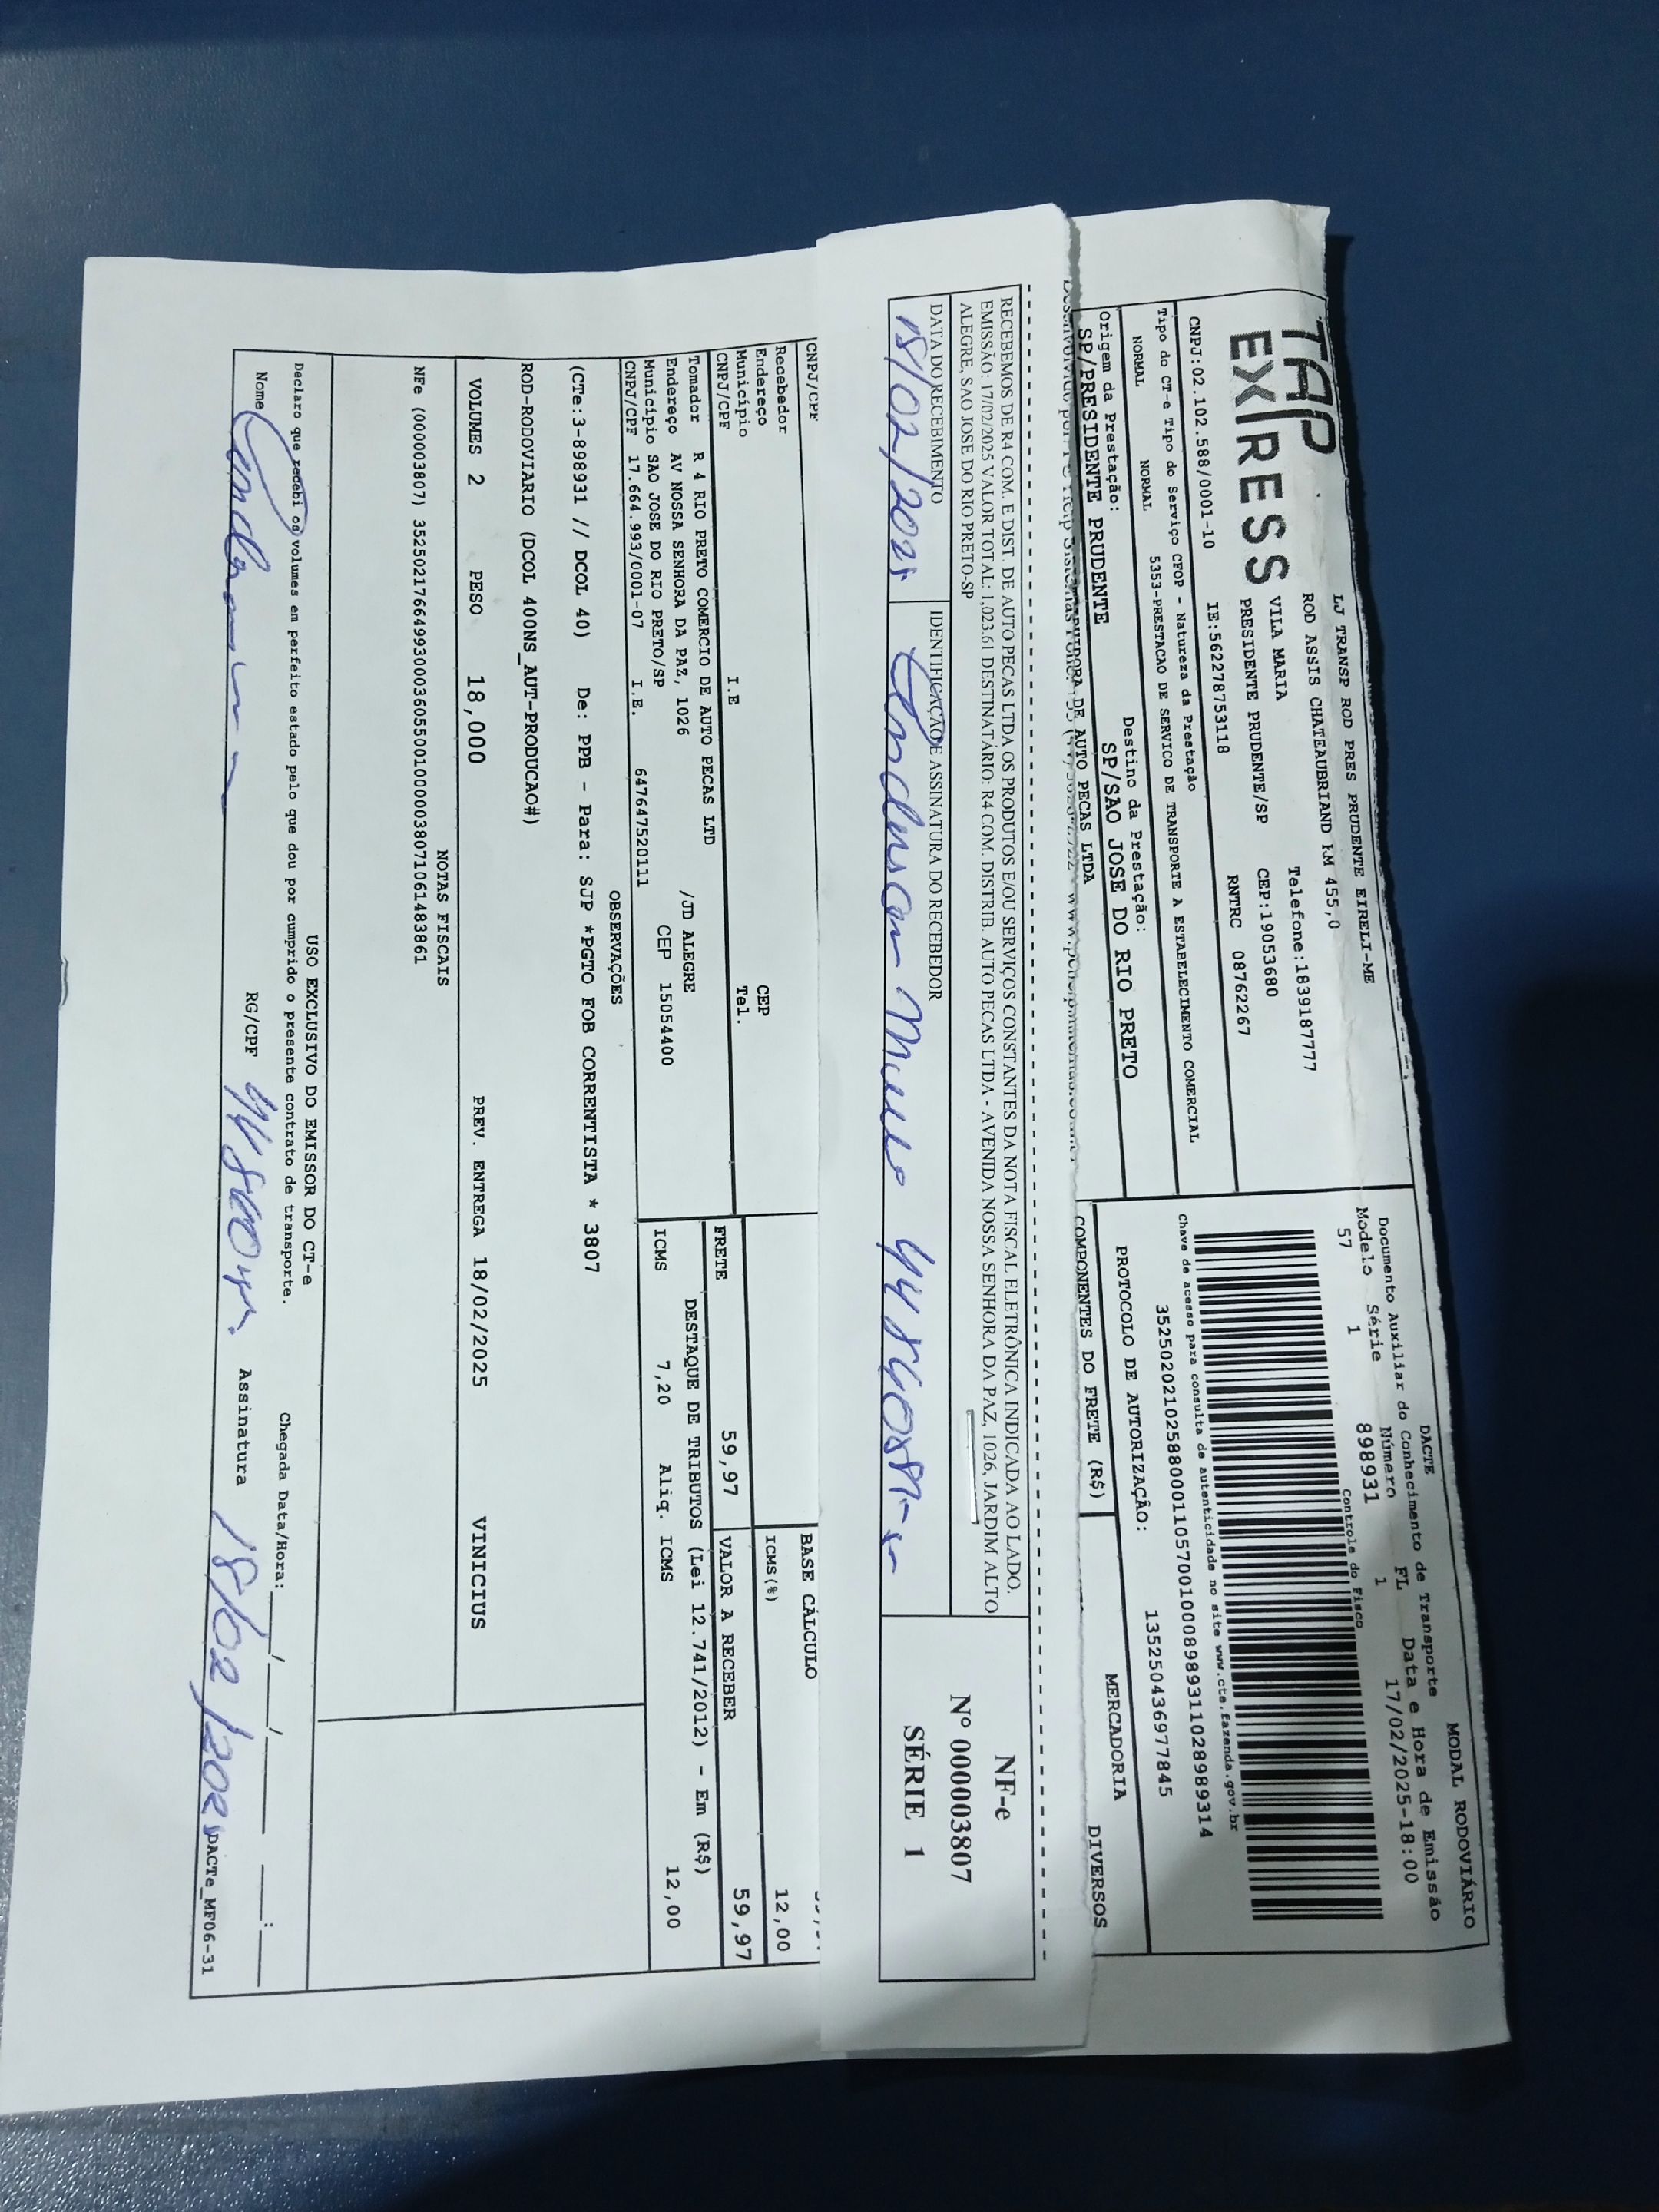 MODAL RODOVIÁRIO
DACTE
Documento Auxiliar do Conhecimento de Transporte
Modelo Série Número FL Data e Hora de Emissão
57 1 898931 1 17/02/2025-18:00
Controle do Fisco
Chave de acesso para consulta de autenticidade no site www.cte.fazenda.gov.br
35250202102588000110570010008989311028989314
PROTOCOLO DE AUTORIZAÇÃO: 135250436977845
TAP
EXPRESS
LJ TRANSP ROD PRES PRUDENTE EIRELI-ME
ROD ASSIS CHATEAUBRIAND KM 455,0
VILA MARIA Telefone:1839187777
PRESIDENTE PRUDENTE/SP CEP:19053680
CNPJ:02.102.588/0001-10 IE:562278753118 RNTRC 08762267
Tipo do CT-e Tipo do Serviço CFOP - Natureza da Prestação
NORMAL NORMAL 5353-PRESTACAO DE SERVICO DE TRANSPORTE A ESTABELECIMENTO COMERCIAL
Origem da Prestação: Destino da Prestação:
SP/PRESIDENTE PRUDENTE SP/SAO JOSE DO RIO PRETO
DE AUTO PECAS LTDA
COMPONENTES DO FRETE (R$) MERCADORIA DIVERSOS
RECEBEMOS DE R4 COM. E DIST. DE AUTO PECAS LTDA OS PRODUTOS E/OU SERVIÇOS CONSTANTES DA NOTA FISCAL ELETRÔNICA INDICADA AO LADO.
EMISSÃO: 17/02/2025 VALOR TOTAL: 1,023.61 DESTINATÁRIO: R4 COM. DISTRIB. AUTO PECAS LTDA - AVENIDA NOSSA SENHORA DA PAZ, 1026, JARDIM ALTO
ALEGRE, SAO JOSE DO RIO PRETO-SP
DATA DO RECEBIMENTO IDENTIFICAÇÃO E ASSINATURA DO RECEBEDOR
18/02/2025
NF-e
Nº 000003807
SÉRIE 1
CNPJ/CPF
Recebedor
Endereço CEP
Município Tel.
CNPJ/CPF I.E
BASE CÁLCULO
ICMS(%) 12,00
FRETE 59,97 VALOR A RECEBER 59,97
Tomador R 4 RIO PRETO COMERCIO DE AUTO PECAS LTD
Endereço AV NOSSA SENHORA DA PAZ, 1026 /JD ALEGRE
Município SAO JOSE DO RIO PRETO/SP CEP 15054400
CNPJ/CPF 17.664.993/0001-07 I.E. 647647520111
DESTAQUE DE TRIBUTOS (Lei 12.741/2012) - Em (R$)
ICMS 7,20 Aliq. ICMS 12,00
OBSERVAÇÕES
(CTe:3-898931 // DCOL 40) De: PPB - Para: SJP *PGTO FOB CORRENTISTA * 3807
ROD-RODOVIARIO (DCOL 400NS_AUT-PRODUCAO#)
VOLUMES 2 PESO 18,000 PREV. ENTREGA 18/02/2025 VINICIUS
NOTAS FISCAIS
NFe (000003807) 35250217664993000360550010000038071061483861
USO EXCLUSIVO DO EMISSOR DO CT-e
Declaro que recebi os volumes em perfeito estado pelo que dou por cumprido o presente contrato de transporte. Chegada Data/Hora: ___/___/_____ ___:___
Nome RG/CPF Assinatura 18/02/2025
DACTe_MF06-31